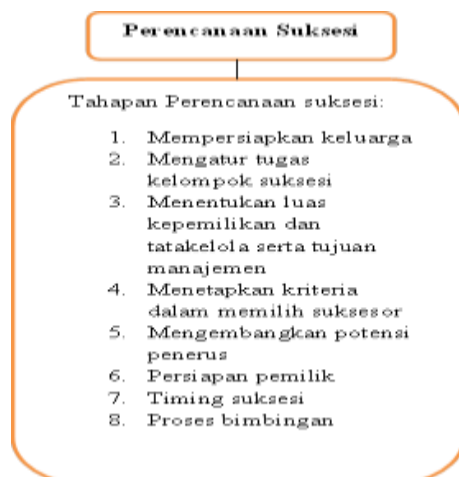 Perencanaan Suksesi
Tahapan Perencanaan suksesi:
1. Mempersiapkan keluarga
2. Mengatur tugas
kelompok suksesi
3. Menentukan luas
kepemilikan dan
tatakelola serta tujuan
manajemen
4. Menetapkan kriteria
dalam memilih suksesor
5. Mengembangkan potensi
penerus
6. Persiapan pemilik
7. Timing suksesi
8. Proses bimbingan